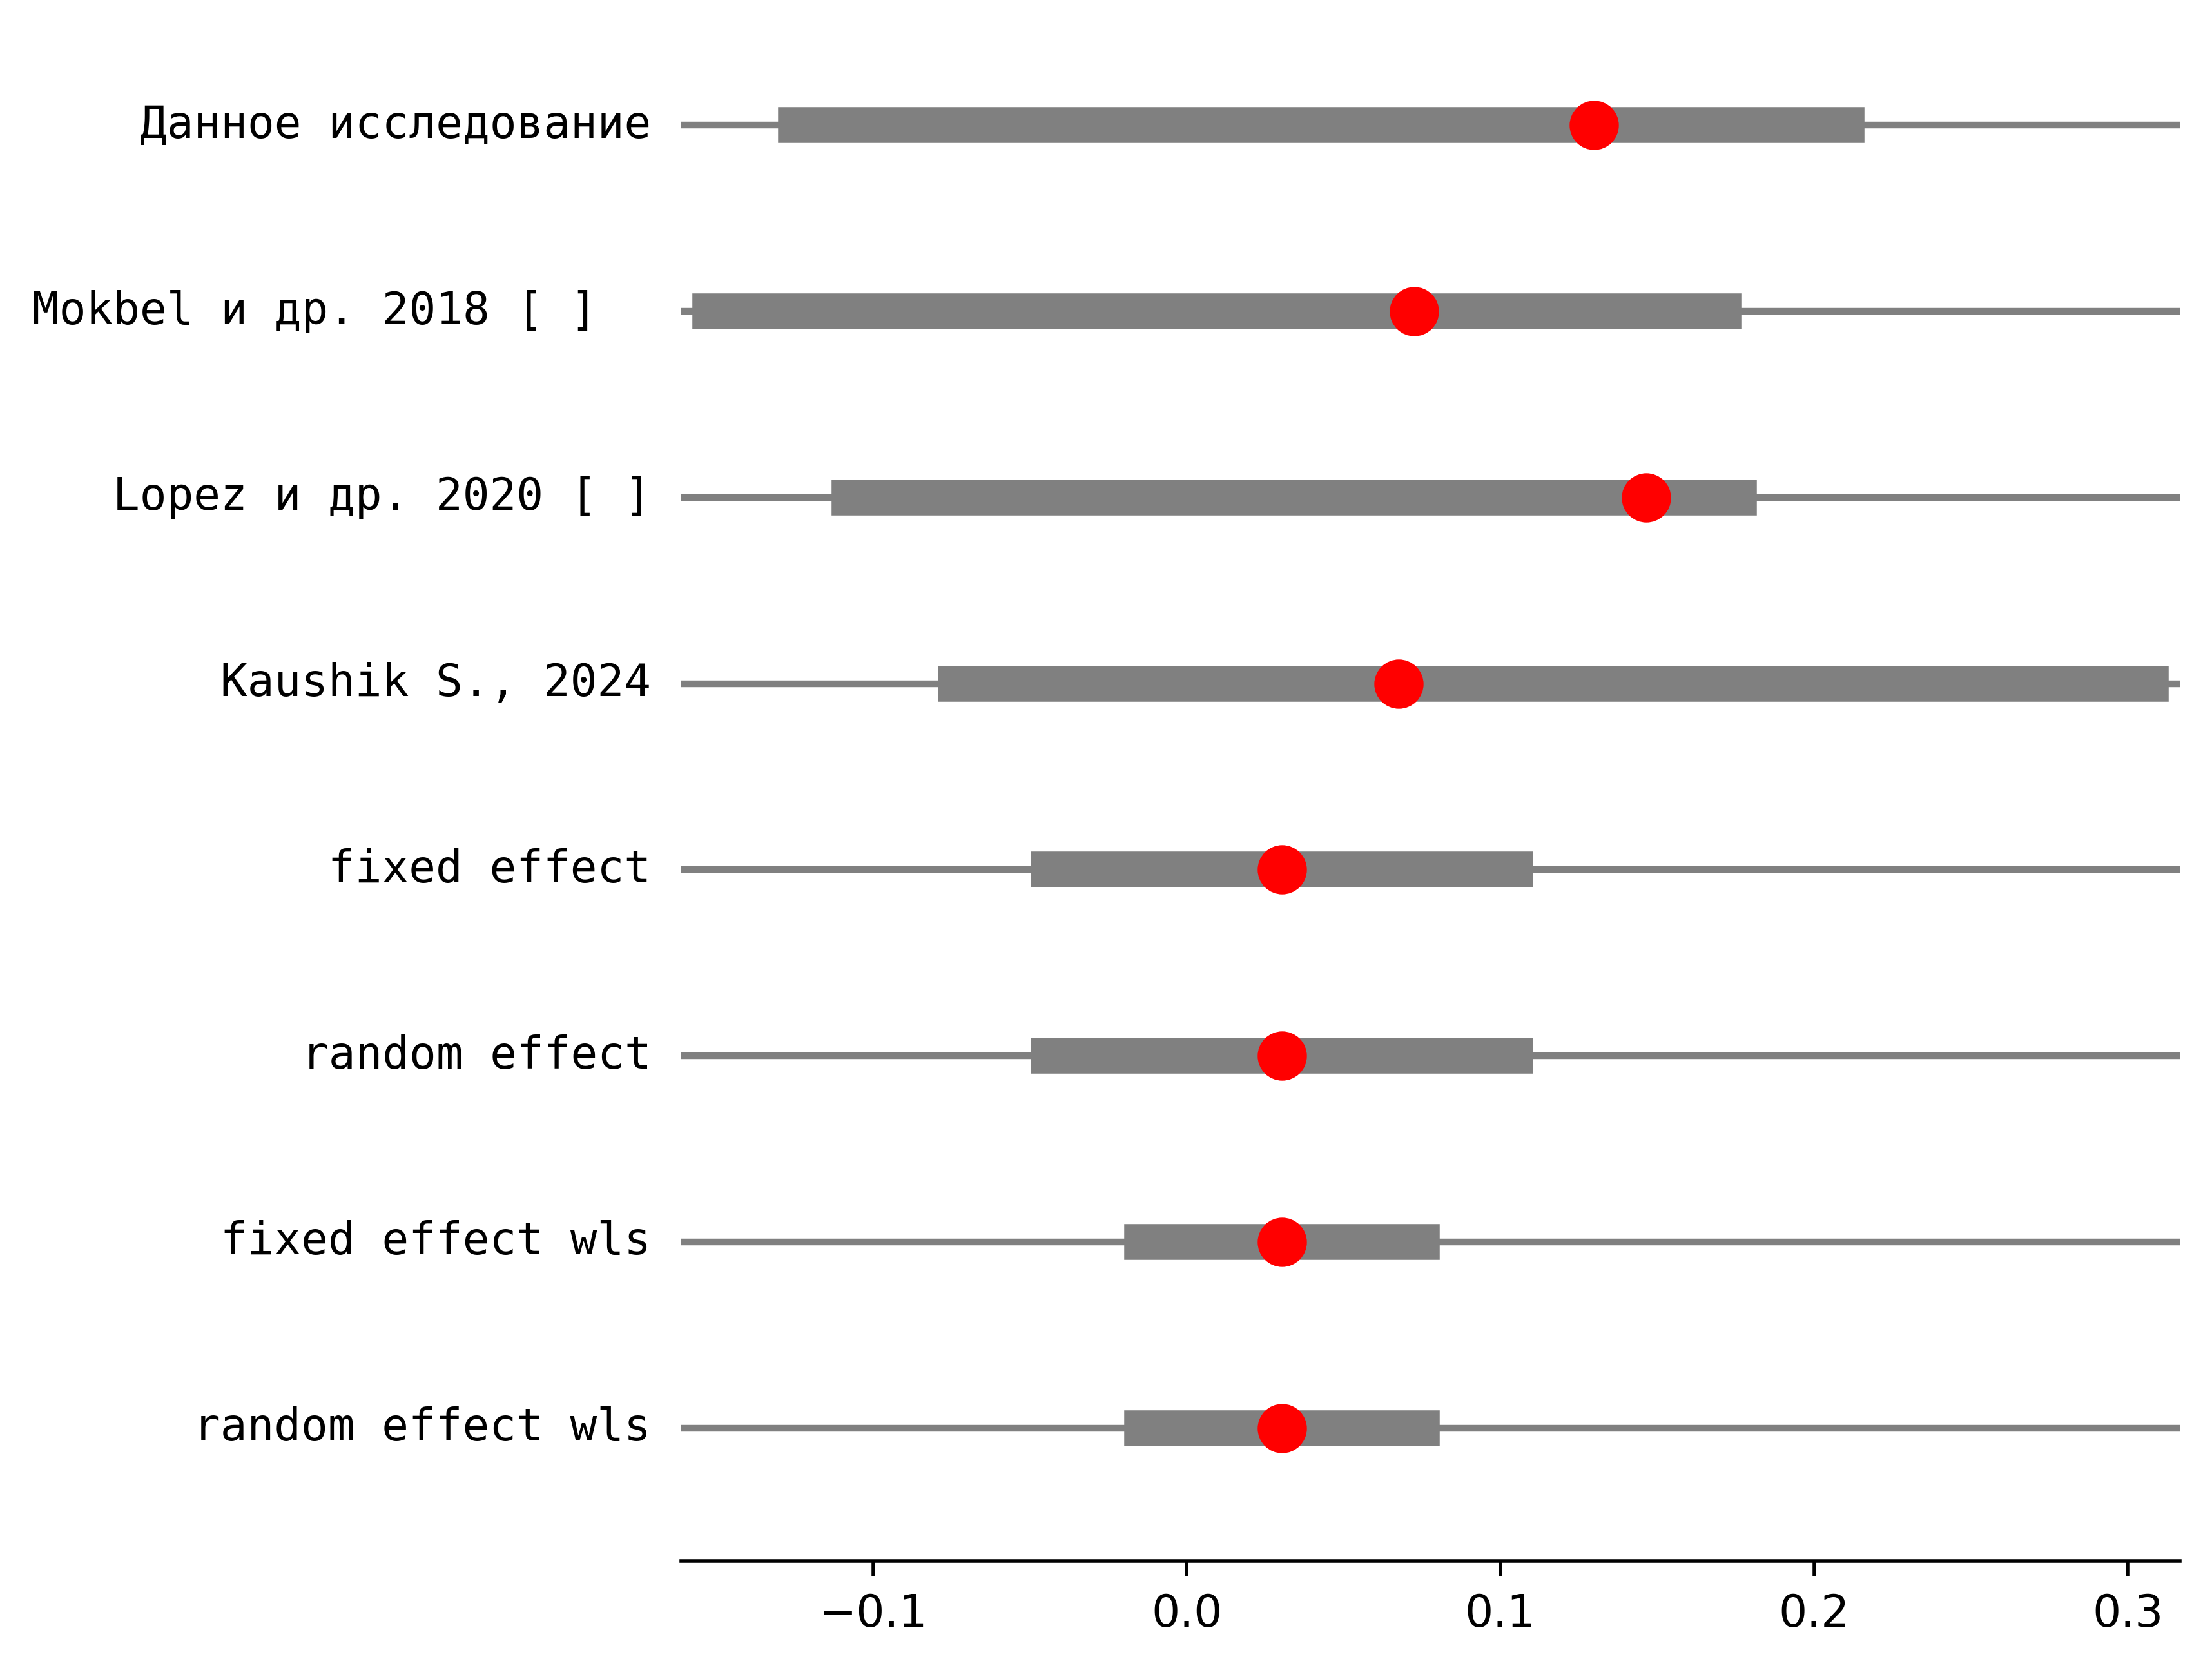 Данное исследование
Mokbel и др. 2018 [ ]
Lopez и др. 2020 [ ]
Kaushik S., 2024
fixed effect
random effect
fixed effect wls
random effect wls
−0.1 0.0 0.1 0.2 0.3